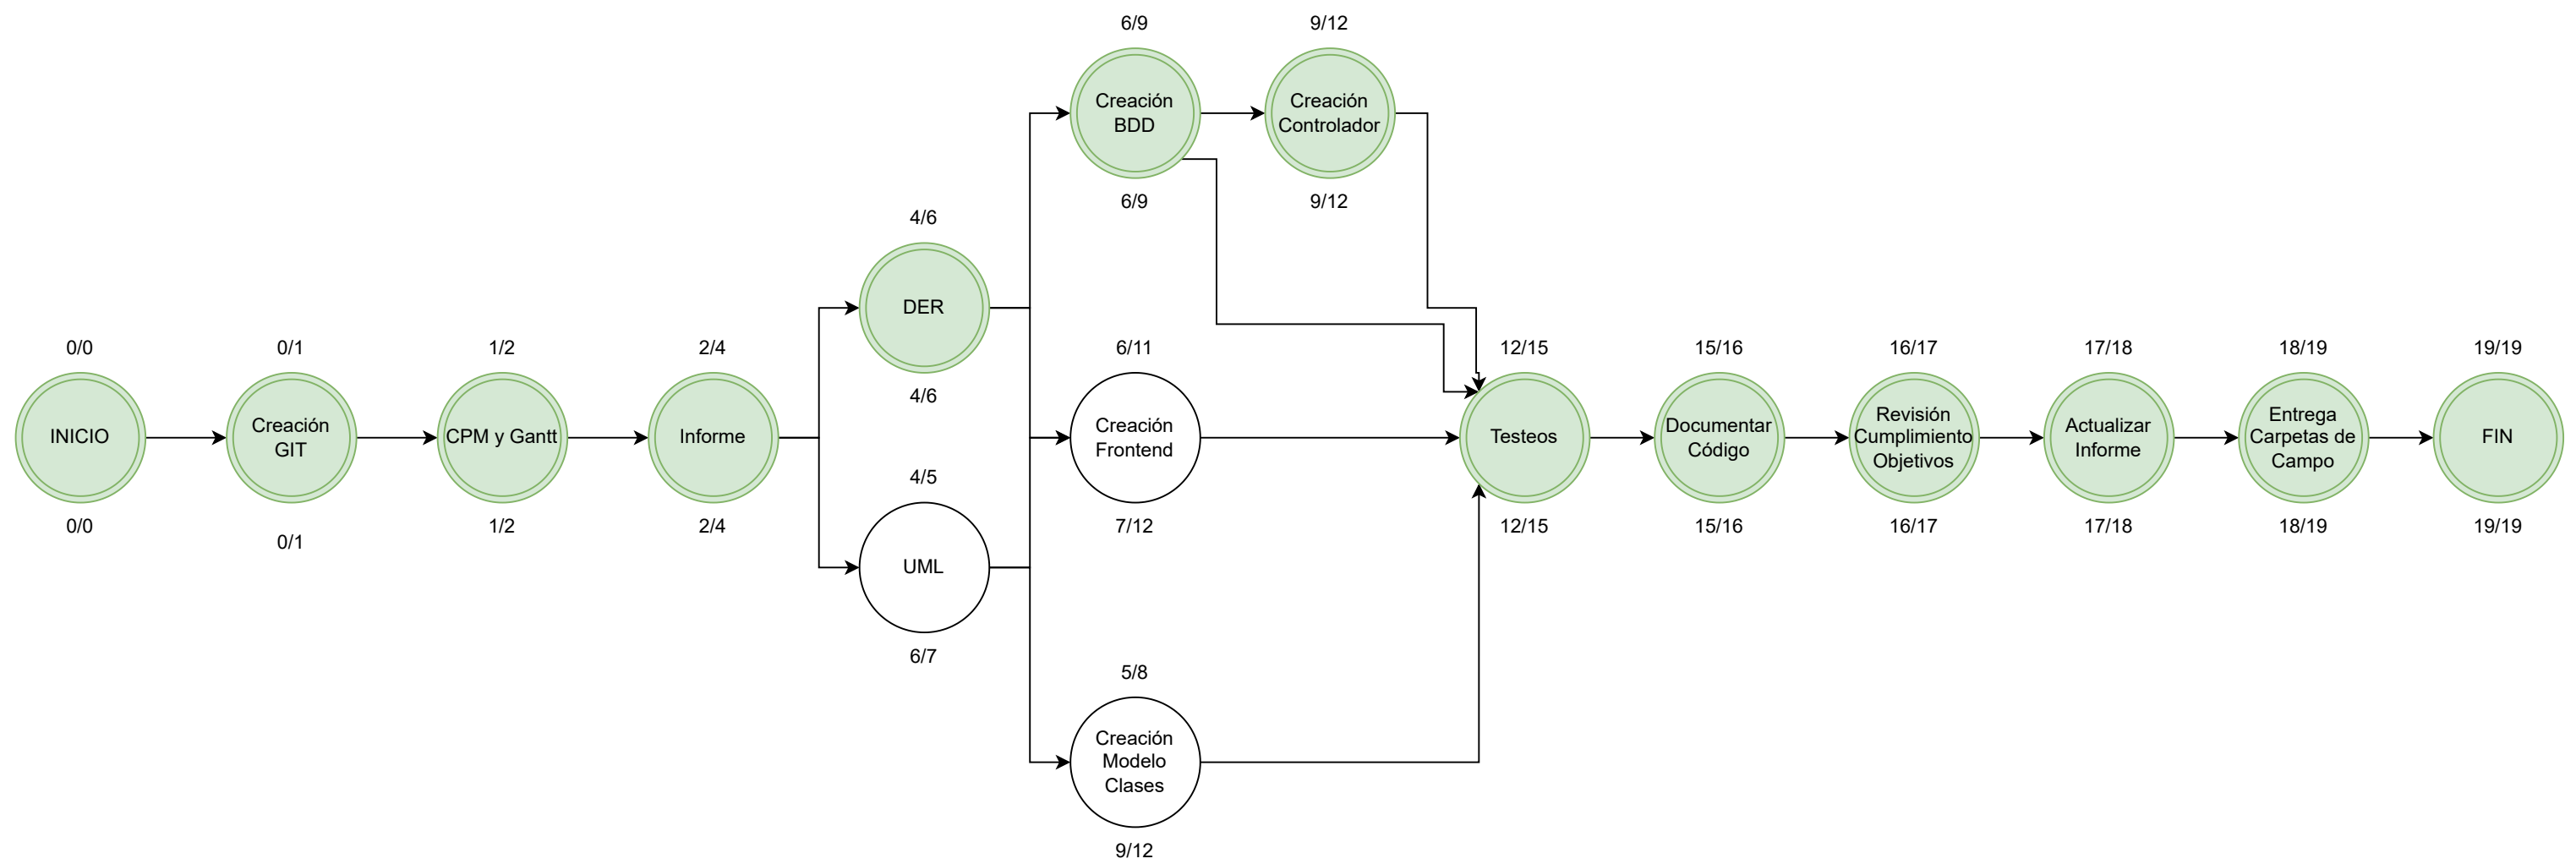 6/9
9/12
Creación
BDD
Creación
Controlador
6/9
9/12
4/6
DER
0/0
0/1
1/2
2/4
4/6
6/11
12/15
15/16
16/17
17/18
18/19
19/19
INICIO
Creación
GIT
CPM y Gantt
Informe
Creación
Frontend
Testeos
Documentar
Código
Revisión
Cumplimiento
Objetivos
Actualizar
Informe
Entrega
Carpetas de
Campo
FIN
4/5
0/0
0/1
1/2
2/4
7/12
12/15
15/16
16/17
17/18
18/19
19/19
UML
6/7
5/8
Creación
Modelo
Clases
9/12